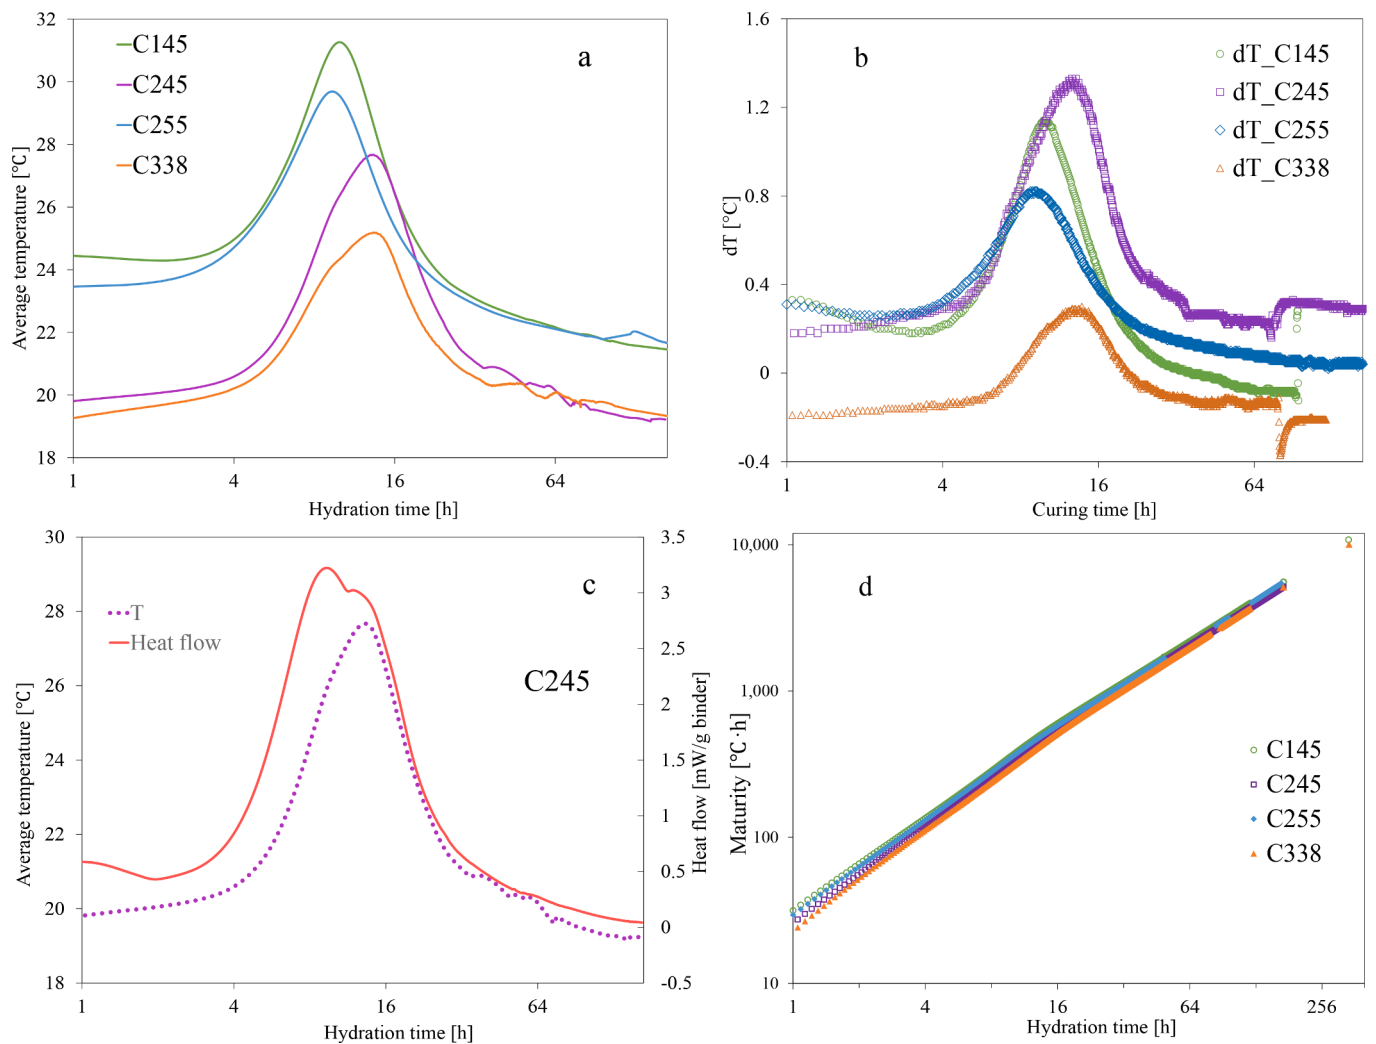 a
C145
C245
C255
C338
32
30
28
26
24
22
20
18
1
4
16
64
Average temperature [℃]
Hydration time [h]
b
dT_C145
dT_C245
dT_C255
dT_C338
1.6
1.2
0.8
0.4
0
-0.4
1
4
16
64
dT [°C]
Curing time [h]
c
T
Heat flow
C245
30
28
26
24
22
20
18
3.5
3
2.5
2
1.5
1
0.5
0
-0.5
1
4
16
64
Average temperature [℃]
Heat flow [mW/g binder]
Hydration time [h]
d
C145
C245
C255
C338
10,000
1,000
100
10
1
4
16
64
256
Maturity [℃·h]
Hydration time [h]